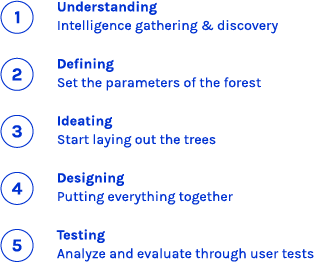 1
Understanding
Intelligence gathering & discovery
2
Defining
Set the parameters of the forest
3
Ideating
Start laying out the trees
4
Designing
Putting everything together
5
Testing
Analyze and evaluate through user tests